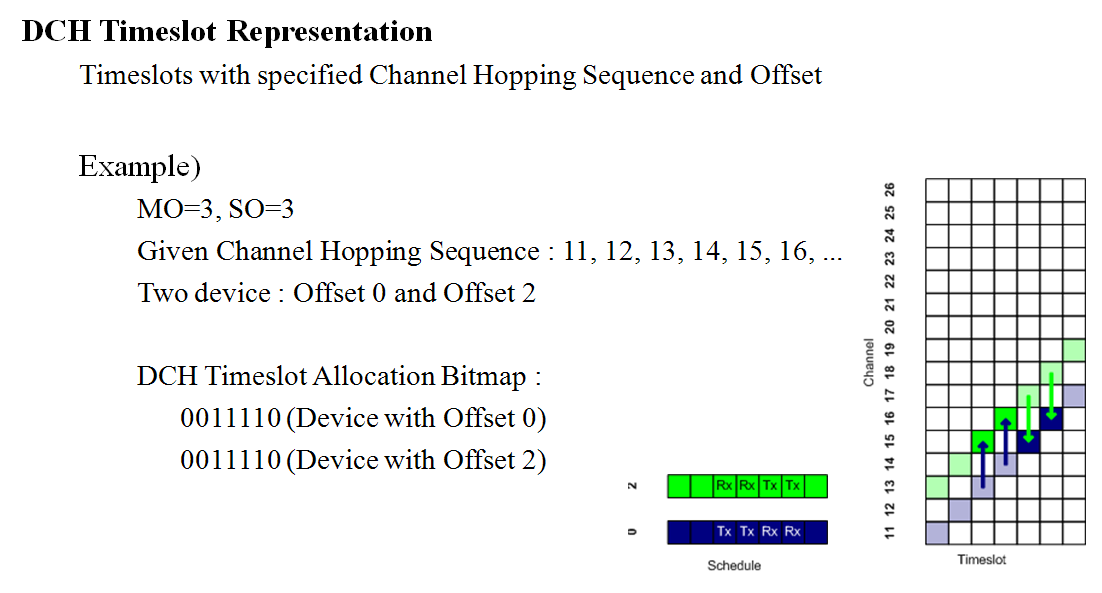 DCH Timeslot Representation
Timeslots with specified Channel Hopping Sequence and Offset
Example)
MO=3, SO=3
Given Channel Hopping Sequence : 11, 12, 13, 14, 15, 16, ...
Two device : Offset 0 and Offset 2
DCH Timeslot Allocation Bitmap :
0011110 (Device with Offset 0)
0011110 (Device with Offset 2)
2
Rx Rx Tx Tx
0
Tx Tx Rx Rx
Schedule
Channel
11 12 13 14 15 16 17 18 19 20 21 22 23 24 25 26
Timeslot